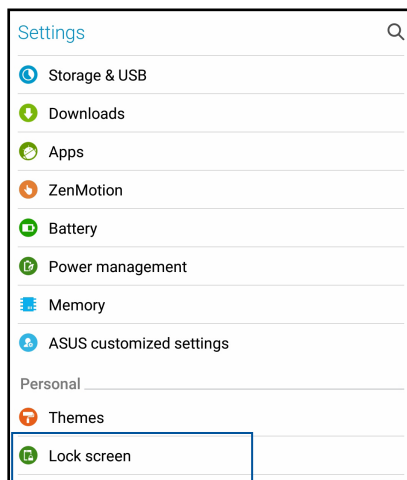 Settings
Storage & USB
Downloads
Apps
ZenMotion
Battery
Power management
Memory
ASUS customized settings
Personal
Themes
Lock screen